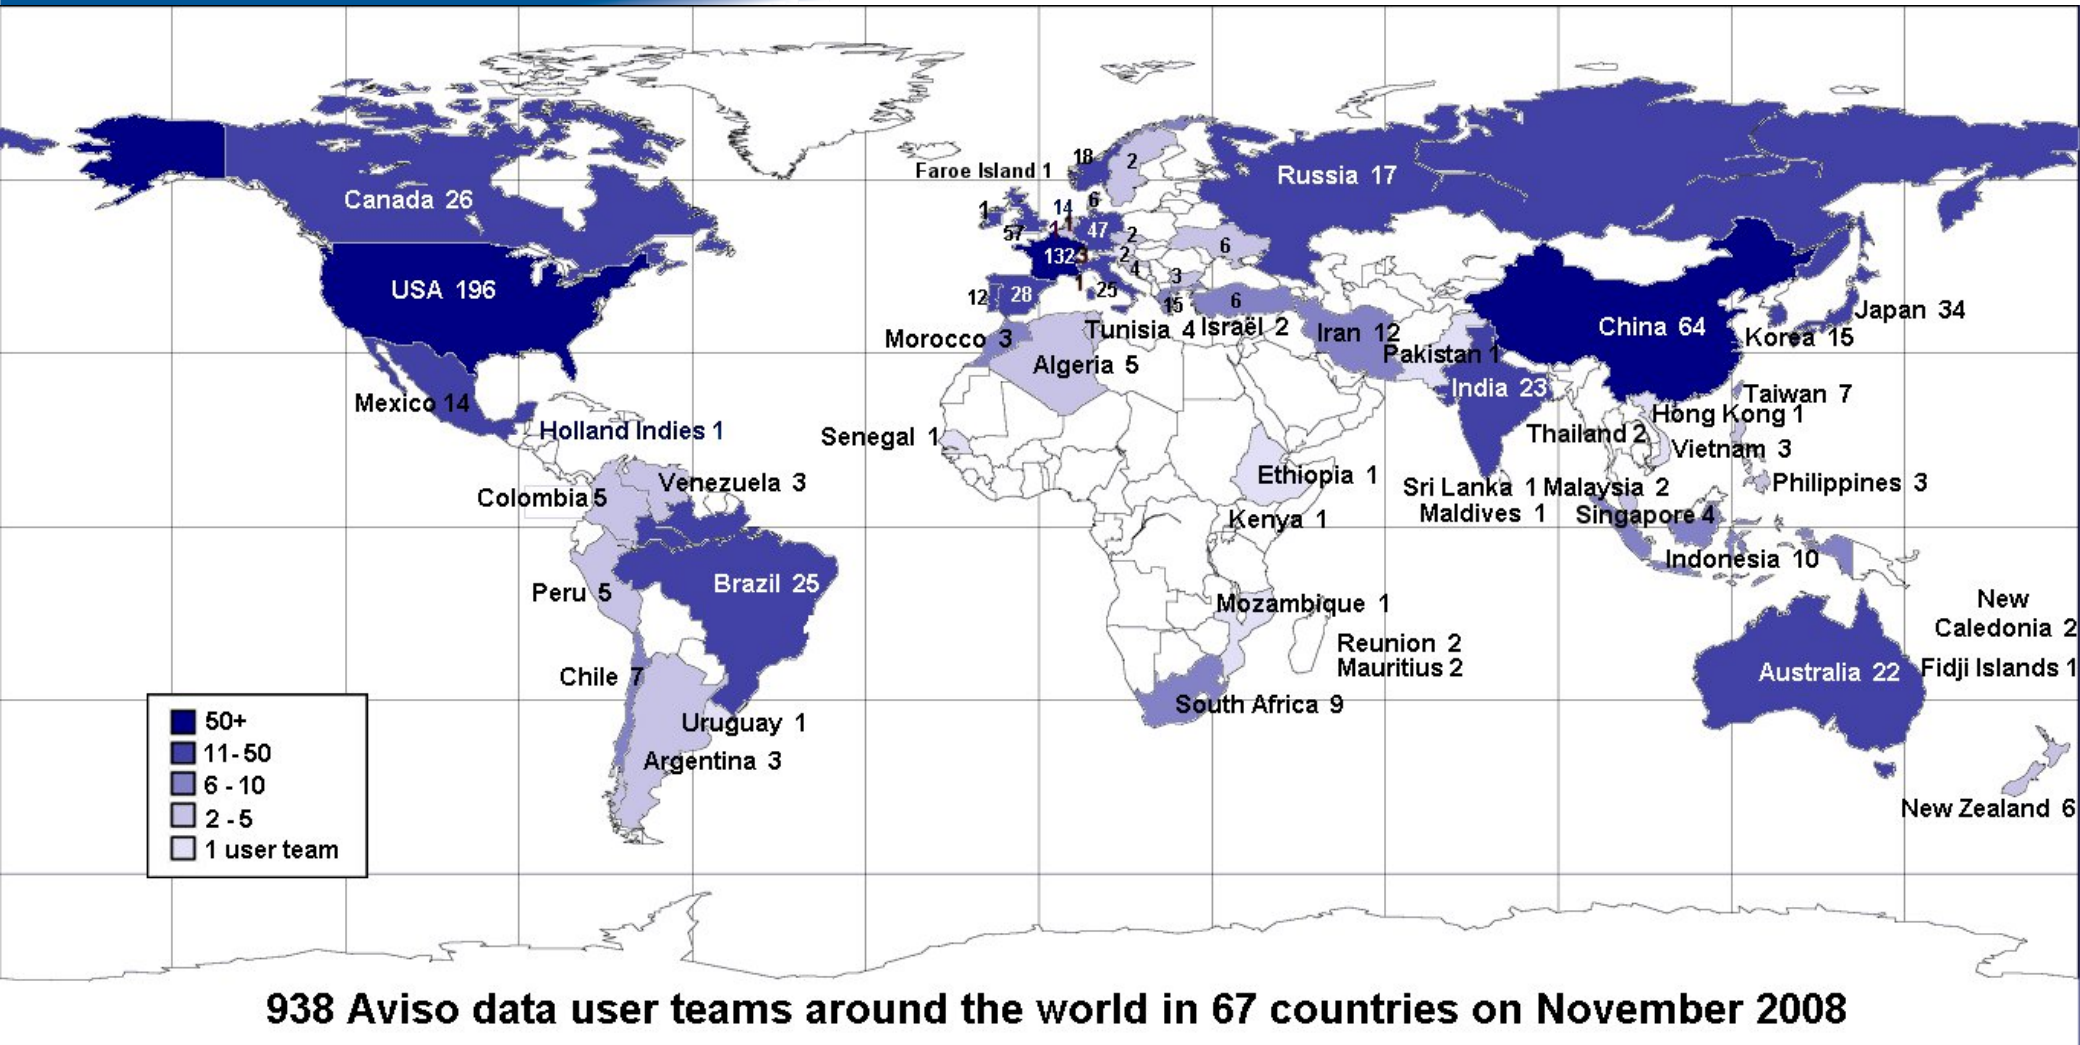 Faroe Island 1
18
2
Russia 17
Canada 26
1
14
6
57
1
1
47
2
6
132
3
2
4
3
USA 196
12
28
1
25
15
6
Japan 34
Morocco 3
Tunisia 4
Israël 2
Iran 12
China 64
Korea 15
Algeria 5
Pakistan 1
India 23
Taiwan 7
Mexico 14
Hong Kong 1
Holland Indies 1
Senegal 1
Thailand 2
Vietnam 3
Venezuela 3
Colombia 5
Ethiopia 1
Sri Lanka 1
Malaysia 2
Philippines 3
Maldives 1
Singapore 4
Kenya 1
Indonesia 10
Peru 5
Brazil 25
Mozambique 1
New
Caledonia 2
Reunion 2
Mauritius 2
Chile 7
Australia 22
Fidji Islands 1
South Africa 9
Uruguay 1
Argentina 3
New Zealand 6
50+
11-50
6 - 10
2 - 5
1 user team
938 Aviso data user teams around the world in 67 countries on November 2008